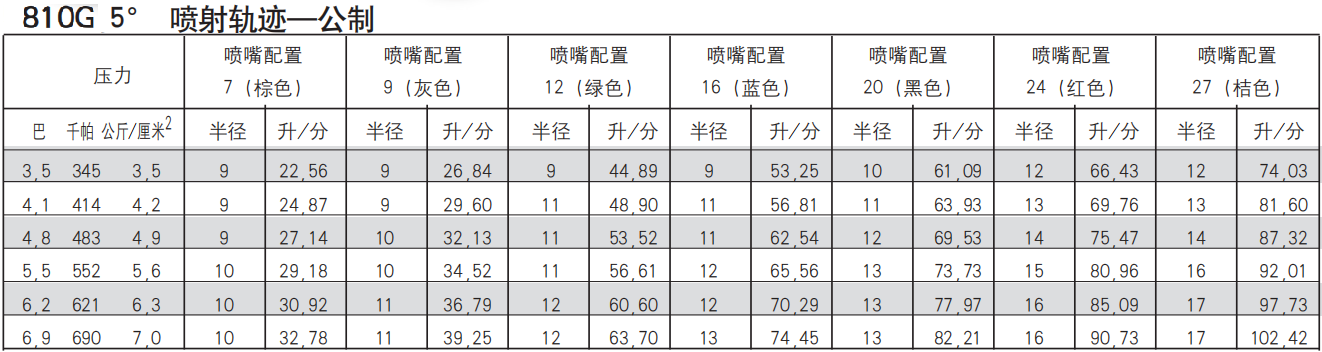 810G 5° 喷射轨迹—公制
压力 喷嘴配置 7 (棕色) 喷嘴配置 9 (灰色) 喷嘴配置 12 (绿色) 喷嘴配置 16 (蓝色) 喷嘴配置 20 (黑色) 喷嘴配置 24 (红色) 喷嘴配置 27 (桔色)
巴 千帕 公斤/厘米2 半径 升/分 半径 升/分 半径 升/分 半径 升/分 半径 升/分 半径 升/分 半径 升/分
3,5 345 3,5 9 22,56 9 26,84 9 44,89 9 53,25 10 61,09 12 66,43 12 74,03
4,1 414 4,2 9 24,87 9 29,60 11 48,90 11 56,81 11 63,93 13 69,76 13 81,60
4,8 483 4,9 9 27,14 10 32,13 11 53,52 11 62,54 12 69,53 14 75,47 14 87,32
5,5 552 5,6 10 29,18 10 34,52 11 56,61 12 65,56 13 73,73 15 80,96 16 92,01
6,2 621 6,3 10 30,92 11 36,79 12 60,60 12 70,29 13 77,97 16 85,09 17 97,73
6,9 690 7,0 10 32,78 11 39,25 12 63,70 13 74,45 13 82,21 16 90,73 17 102,42